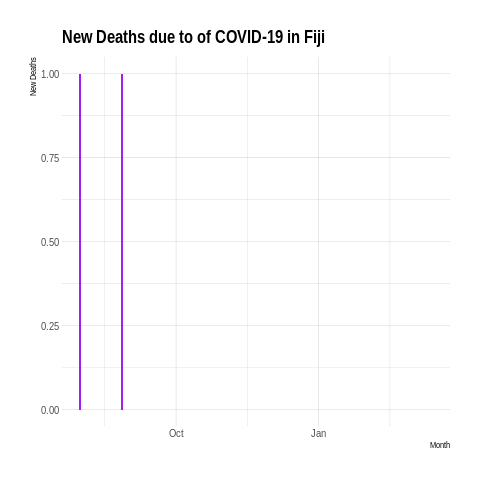 New Deaths due to of COVID-19 in Fiji
New Deaths
1.00
0.75
0.50
0.25
0.00
Oct Jan
Month